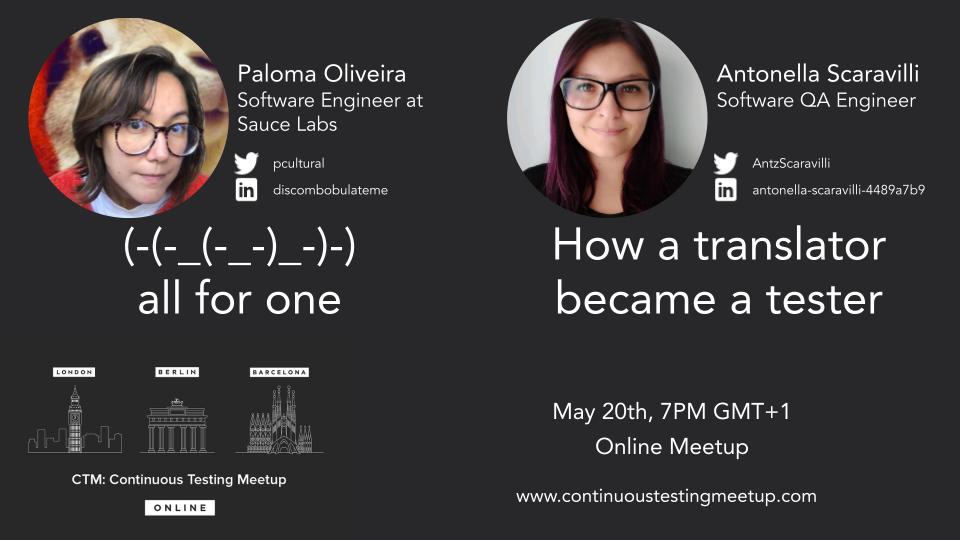 Paloma Oliveira
Software Engineer at
Sauce Labs
pcultural
in discombobulateme
(-(-_(-_-)_-)-)
all for one
Antonella Scaravilli
Software QA Engineer
AntzScaravilli
in antonella-scaravilli-4489a7b9
How a translator
became a tester
LONDON
BERLIN
BARCELONA
CTM: Continuous Testing Meetup
ONLINE
May 20th, 7PM GMT+1
Online Meetup
www.continuoustestingmeetup.com